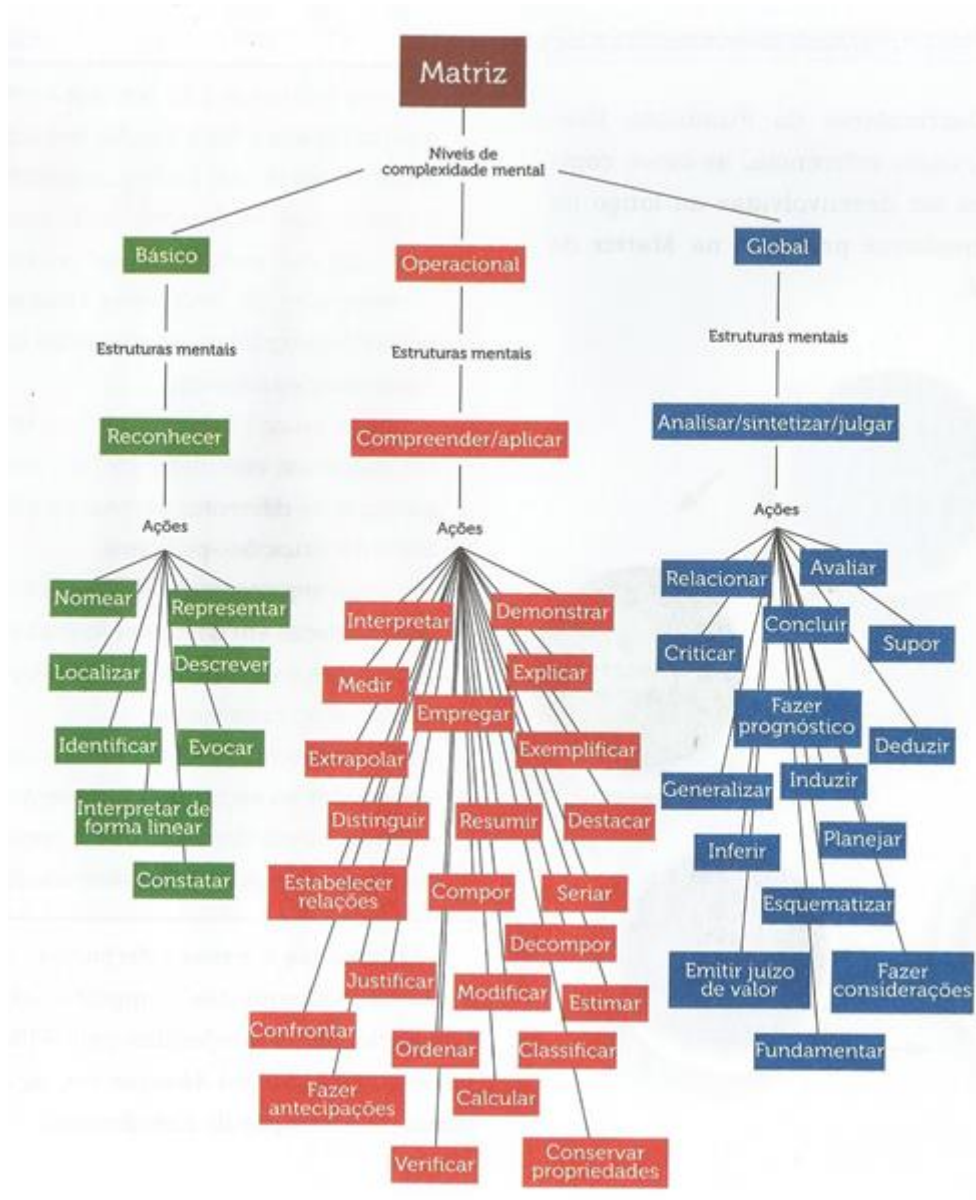 Matriz
Níveis de
complexidade mental
Básico
Operacional
Global
Estruturas mentais
Estruturas mentais
Estruturas mentais
Reconhecer
Compreender/aplicar
Analisar/sintetizar/julgar
Ações
Ações
Ações
Nomear
Representar
Localizar
Descrever
Identificar
Evocar
Interpretar de
forma linear
Constatar
Interpretar
Demonstrar
Medir
Explicar
Empregar
Extrapolar
Exemplificar
Distinguir
Resumir
Destacar
Estabelecer
relações
Compor
Seriar
Decompor
Justificar
Modificar
Estimar
Confrontar
Ordenar
Classificar
Fazer
antecipações
Calcular
Verificar
Conservar
propriedades
Relacionar
Avaliar
Concluir
Criticar
Supor
Fazer
prognóstico
Deduzir
Generalizar
Induzir
Inferir
Planejar
Esquematizar
Emitir juízo
de valor
Fazer
considerações
Fundamentar